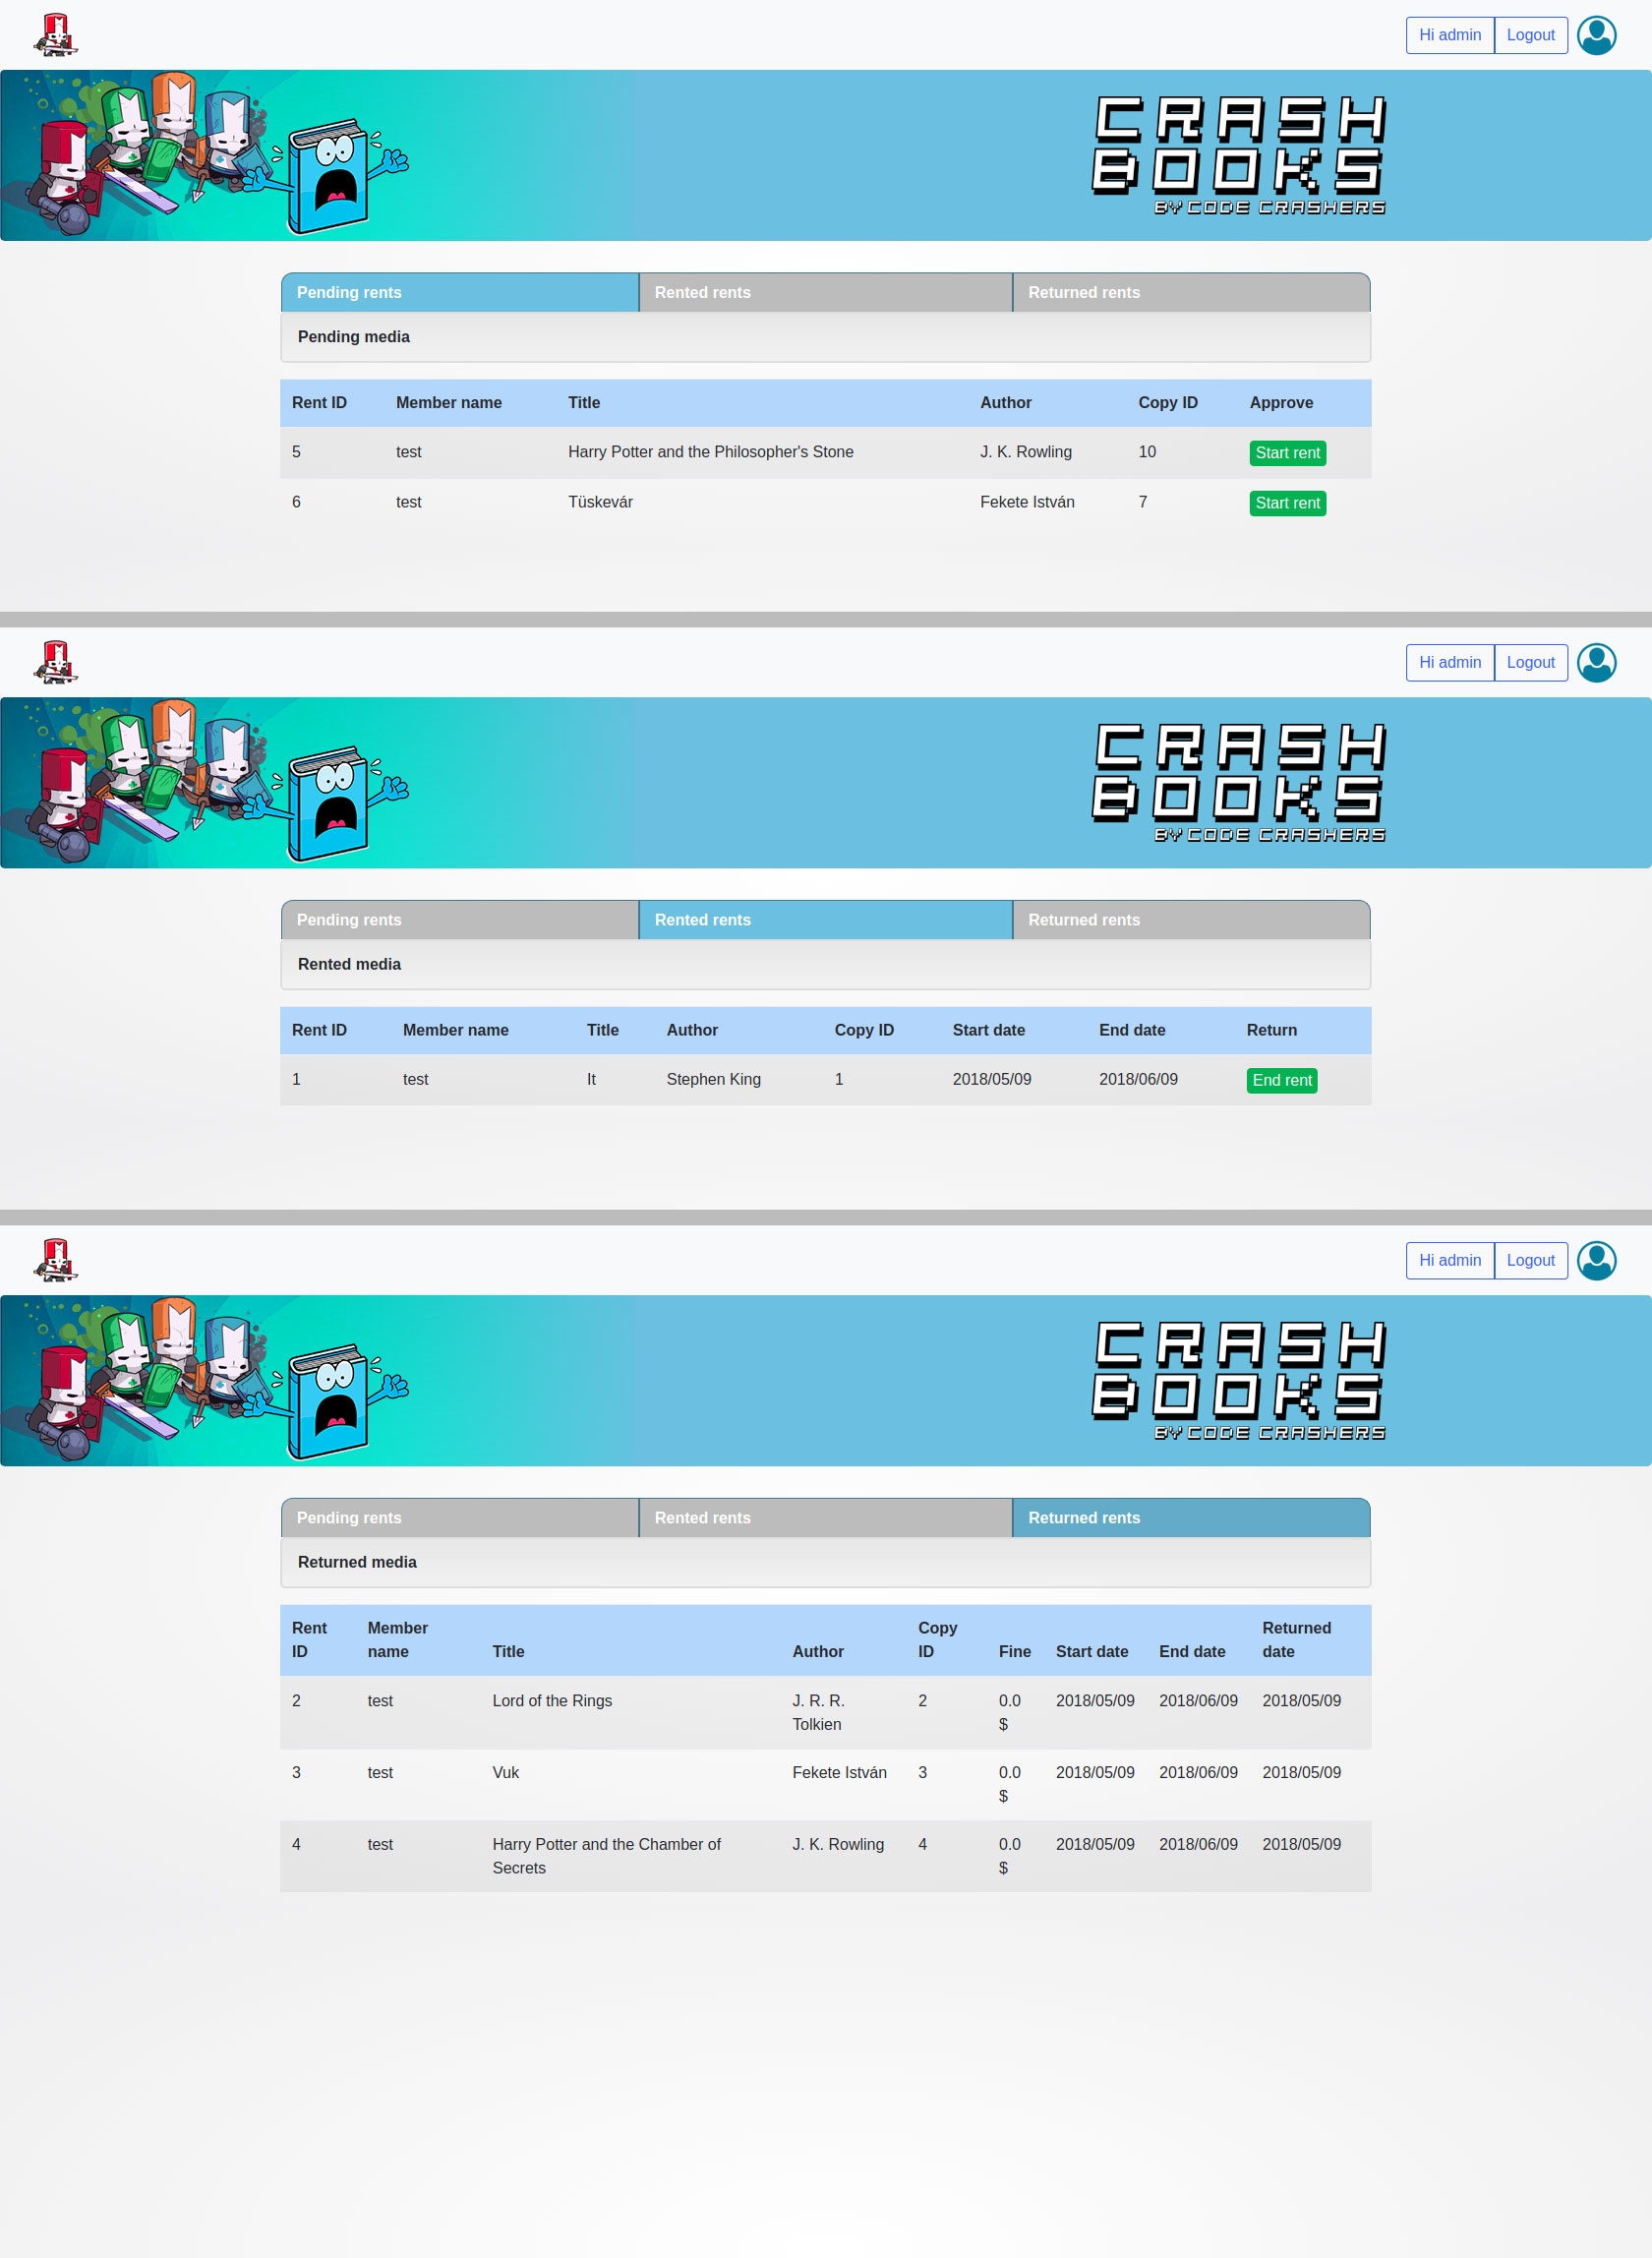 Hi admin Logout
CRASH
BOOKS
BY CODE CRASHERS
Pending rents Rented rents Returned rents
Pending media
Rent ID Member name Title Author Copy ID Approve
5 test Harry Potter and the Philosopher's Stone J. K. Rowling 10 Start rent
6 test Tüskevár Fekete István 7 Start rent
Hi admin Logout
CRASH
BOOKS
BY CODE CRASHERS
Pending rents Rented rents Returned rents
Rented media
Rent ID Member name Title Author Copy ID Start date End date Return
1 test It Stephen King 1 2018/05/09 2018/06/09 End rent
Hi admin Logout
CRASH
BOOKS
BY CODE CRASHERS
Pending rents Rented rents Returned rents
Returned media
Rent Member Copy Returned
ID name Title Author ID Fine Start date End date date
2 test Lord of the Rings J. R. R. 2 0.0 2018/05/09 2018/06/09 2018/05/09
Tolkien $
3 test Vuk Fekete István 3 0.0 2018/05/09 2018/06/09 2018/05/09
$
4 test Harry Potter and the Chamber of J. K. Rowling 4 0.0 2018/05/09 2018/06/09 2018/05/09
Secrets $